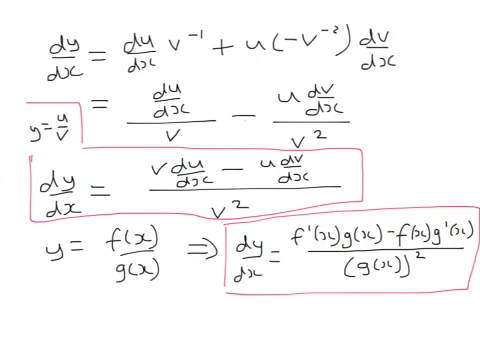 dy/dx = du/dx v⁻¹ + u(-v⁻²) dv/dx
= (du/dx)/v - (u dv/dx)/v²
y = u/v
dy/dx = (v du/dx - u dv/dx)/v²
y = f(x)/g(x) ⇒ dy/dx = (f'(x)g(x) - f(x)g'(x))/(g(x))²